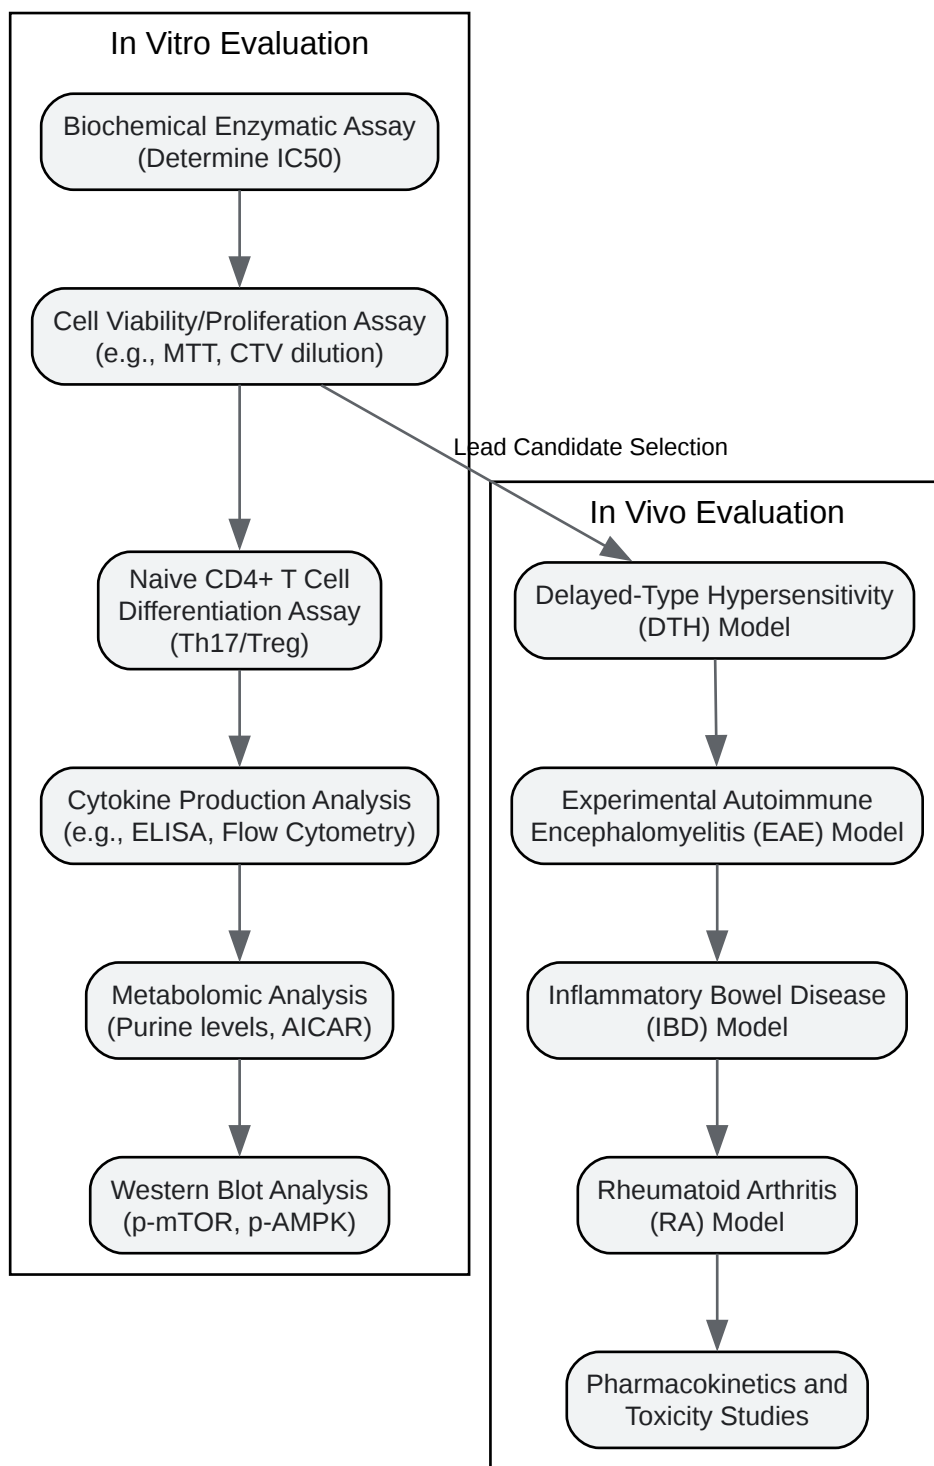 In Vitro Evaluation
Biochemical Enzymatic Assay
(Determine IC50)
Cell Viability/Proliferation Assay
(e.g., MTT, CTV dilution)
Naive CD4+ T Cell
Differentiation Assay
(Th17/Treg)
Cytokine Production Analysis
(e.g., ELISA, Flow Cytometry)
Metabolomic Analysis
(Purine levels, AICAR)
Western Blot Analysis
(p-mTOR, p-AMPK)
Lead Candidate Selection
In Vivo Evaluation
Delayed-Type Hypersensitivity
(DTH) Model
Experimental Autoimmune
Encephalomyelitis (EAE) Model
Inflammatory Bowel Disease
(IBD) Model
Rheumatoid Arthritis
(RA) Model
Pharmacokinetics and
Toxicity Studies